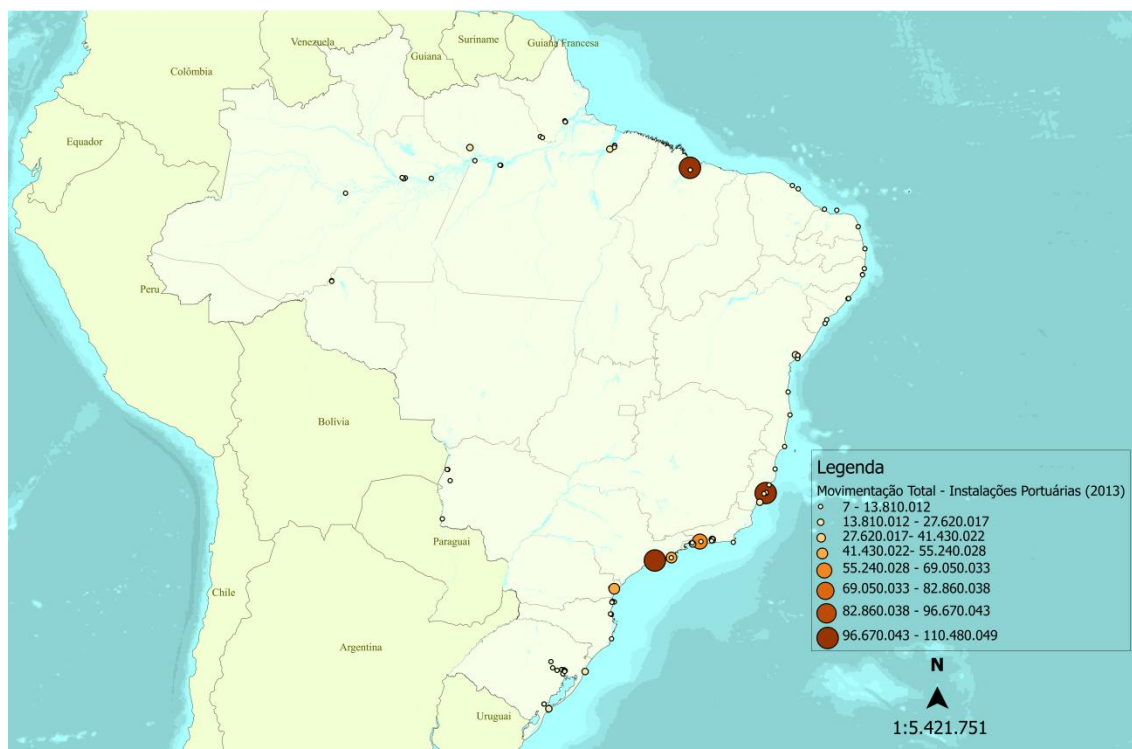 Venezuela
Suriname
Guiana
Guiana Francesa
Colômbia
Equador
Peru
Bolívia
Paraguai
Chile
Argentina
Uruguai
Legenda
Movimentação Total - Instalações Portuárias (2013)
7 - 13.810.012
13.810.012 - 27.620.017
27.620.017- 41.430.022
41.430.022- 55.240.028
55.240.028 - 69.050.033
69.050.033 - 82.860.038
82.860.038 - 96.670.043
96.670.043 - 110.480.049
N
1:5.421.751